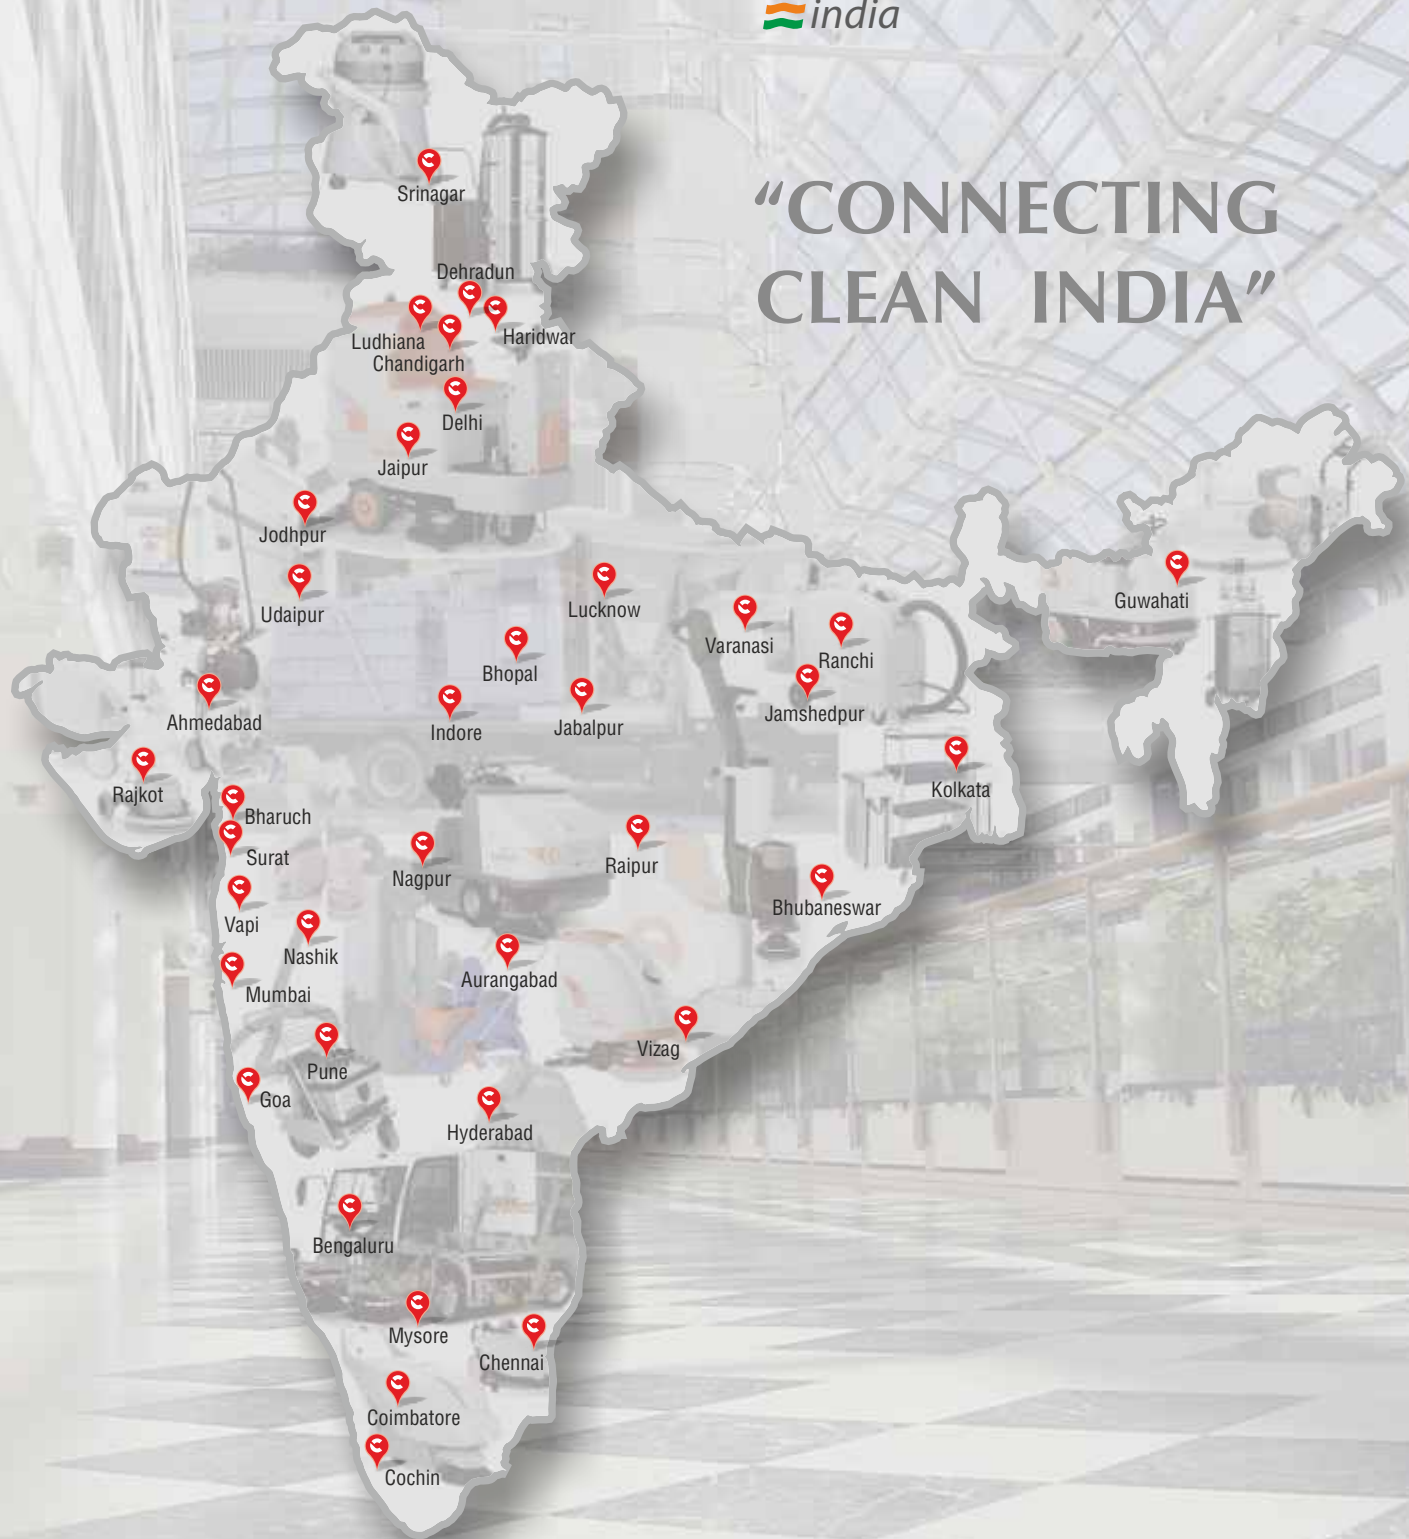 india
“CONNECTING
CLEAN INDIA”
Srinagar
Dehradun
Haridwar
Ludhiana
Chandigarh
Delhi
Jaipur
Jodhpur
Udaipur
Lucknow
Guwahati
Varanasi
Ranchi
Bhopal
Jamshedpur
Ahmedabad
Indore
Jabalpur
Kolkata
Rajkot
Bharuch
Surat
Nagpur
Raipur
Bhubaneswar
Vapi
Nashik
Aurangabad
Mumbai
Vizag
Pune
Goa
Hyderabad
Bengaluru
Mysore
Chennai
Coimbatore
Cochin